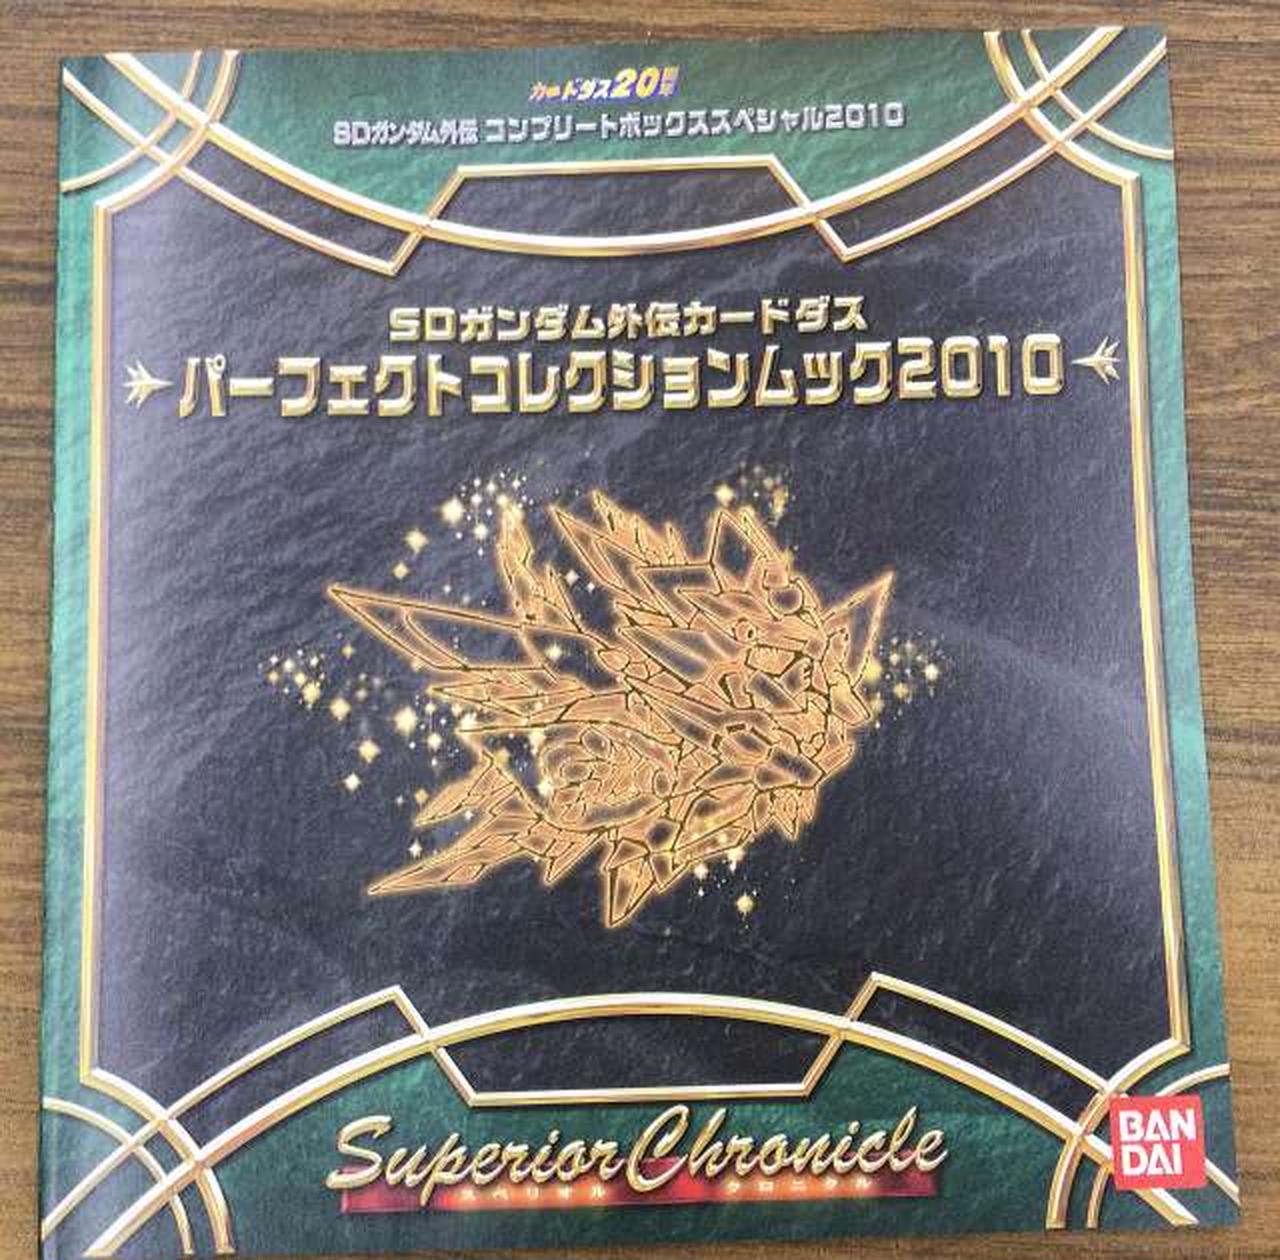 カードダス20周年
SDガンダム外伝 コンプリートボックススペシャル2010
SDガンダム外伝カードダス
パーフェクトコレクションムック2010
Superior Chronicle
スペリオル クロニクル
BAN
DAI